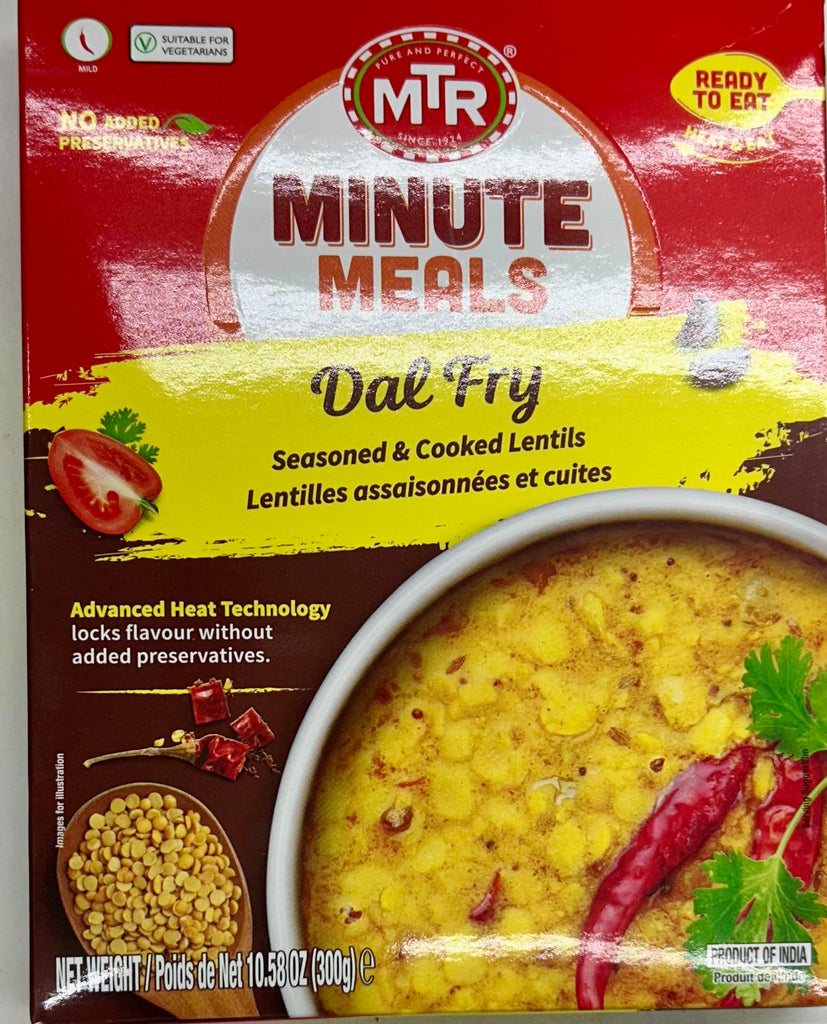 MILD
SUITABLE FOR
VEGETARIANS
PURE AND PERFECT
MTR
SINCE 1924
®
READY
TO EAT
HEAT & EAT
NO ADDED
PRESERVATIVES
MINUTE
MEALS
Dal Fry
Seasoned & Cooked Lentils
Lentilles assaisonnées et cuites
Advanced Heat Technology
locks flavour without
added preservatives.
Images for illustration
NET WEIGHT / Poids de Net 10.58 OZ (300g) e
PRODUCT OF INDIA
Produit de